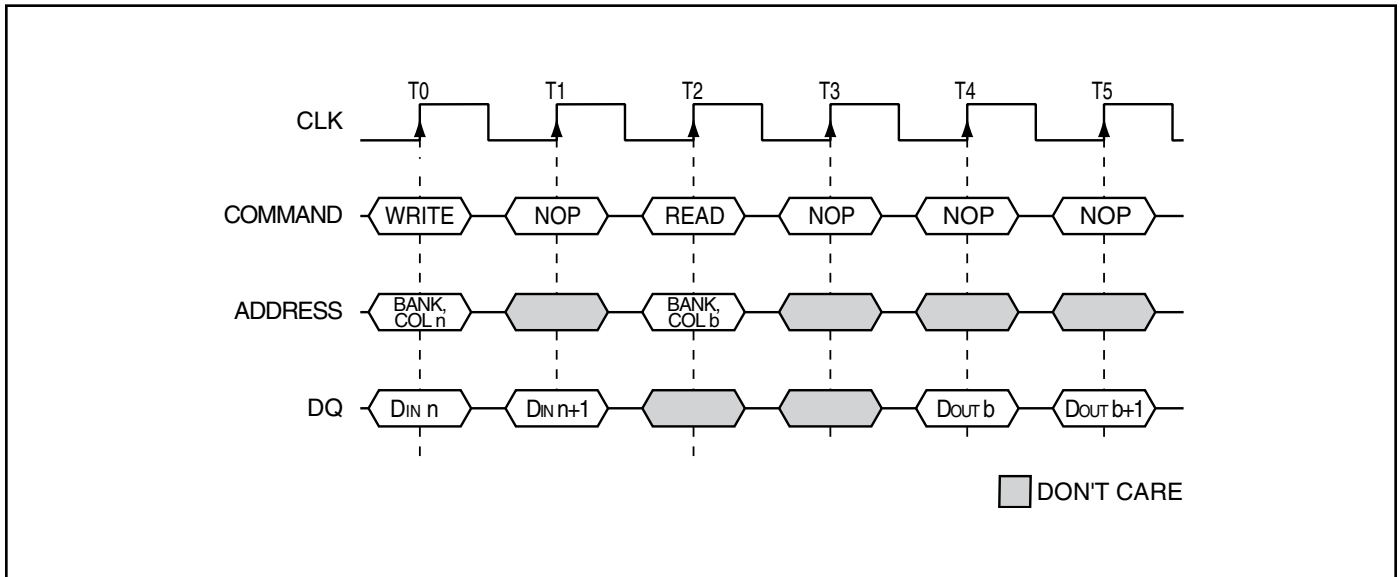 T0 T1 T2 T3 T4 T5
CLK
COMMAND WRITE NOP READ NOP NOP NOP
ADDRESS BANK, COL n BANK, COL b
DQ DIN n DIN n+1 DOUT b DOUT b+1
DON'T CARE